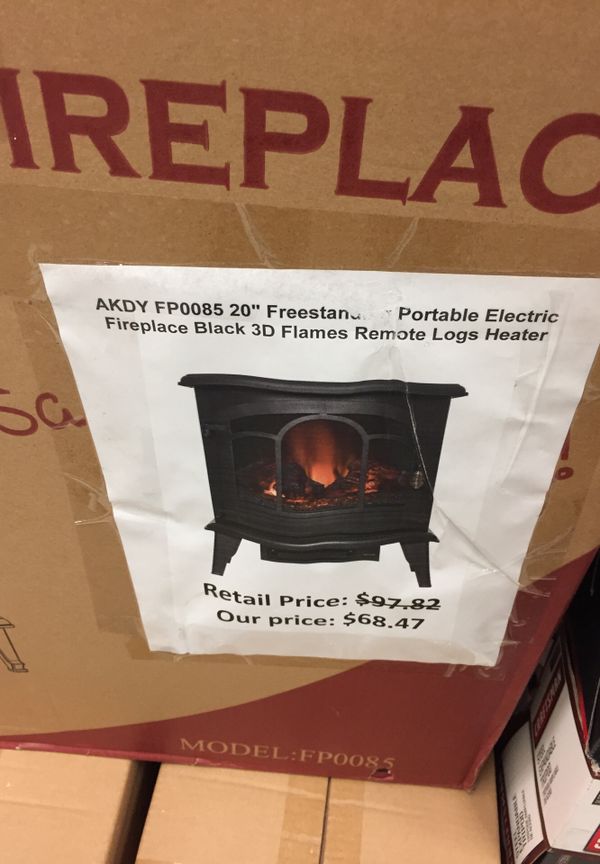 IREPLAC
AKDY FP0085 20" Portable Electric
Fireplace Black 3D Flames Remote Logs Heater
Sa
Retail Price: $97.82
Our price: $68.47
MODEL:FP0085